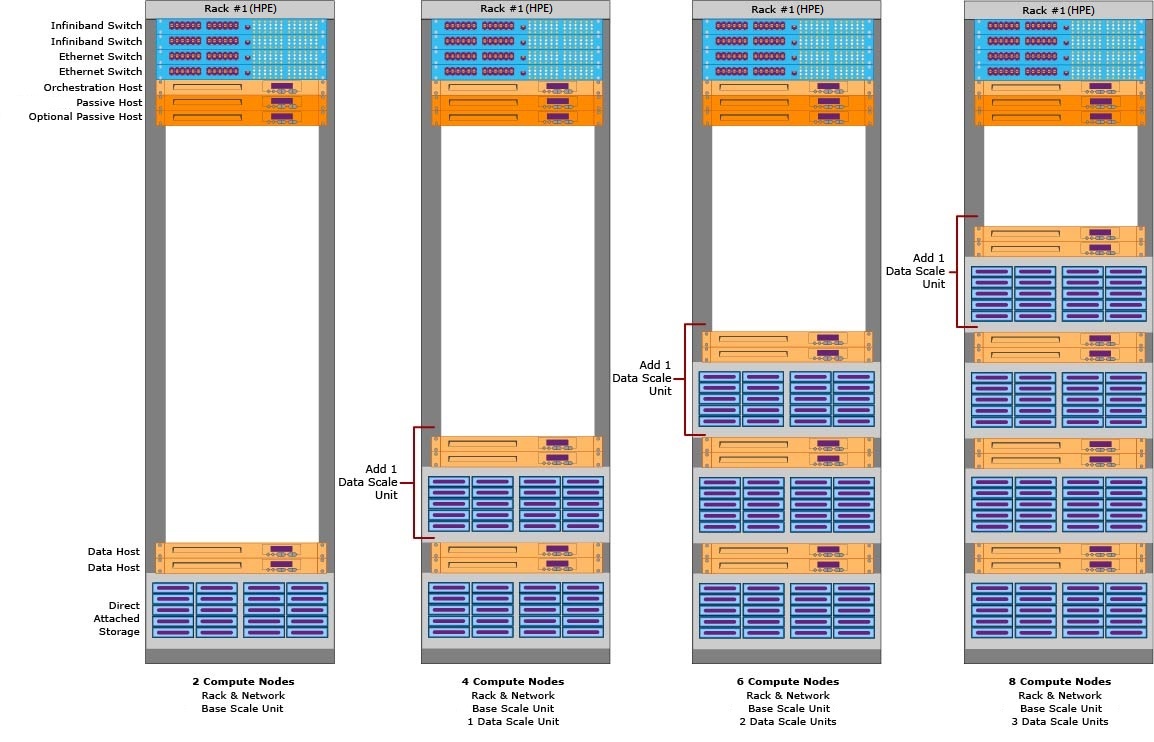 Rack #1(HPE)
Rack #1(HPE)
Rack #1(HPE)
Rack #1(HPE)
Infiniband Switch
Infiniband Switch
Ethernet Switch
Ethernet Switch
Orchestration Host
Passive Host
Optional Passive Host
Add 1
Data Scale
Unit
Add 1
Data Scale
Unit
Add 1
Data Scale
Unit
Data Host
Data Host
Direct
Attached
Storage
2 Compute Nodes
Rack & Network
Base Scale Unit
4 Compute Nodes
Rack & Network
Base Scale Unit
1 Data Scale Unit
6 Compute Nodes
Rack & Network
Base Scale Unit
2 Data Scale Units
8 Compute Nodes
Rack & Network
Base Scale Unit
3 Data Scale Units